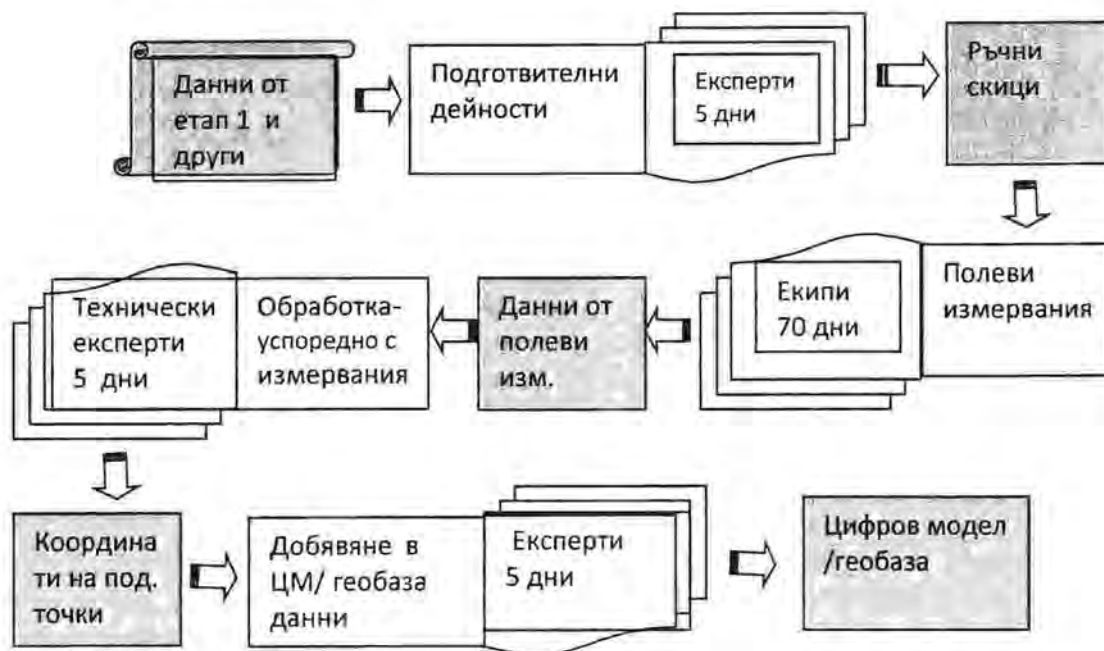 Данни от
етап 1 и
други
Подготвителни
дейности
Експерти
5 дни
Ръчни
скици
Полеви
измервания
Екипи
70 дни
Данни от
полеви
изм.
Обработка-
успоредно с
измервания
Технически
експерти
5 дни
Координа
ти на под.
точки
Добявяне в
ЦМ/ геобаза
данни
Експерти
5 дни
Цифров модел
/геобаза